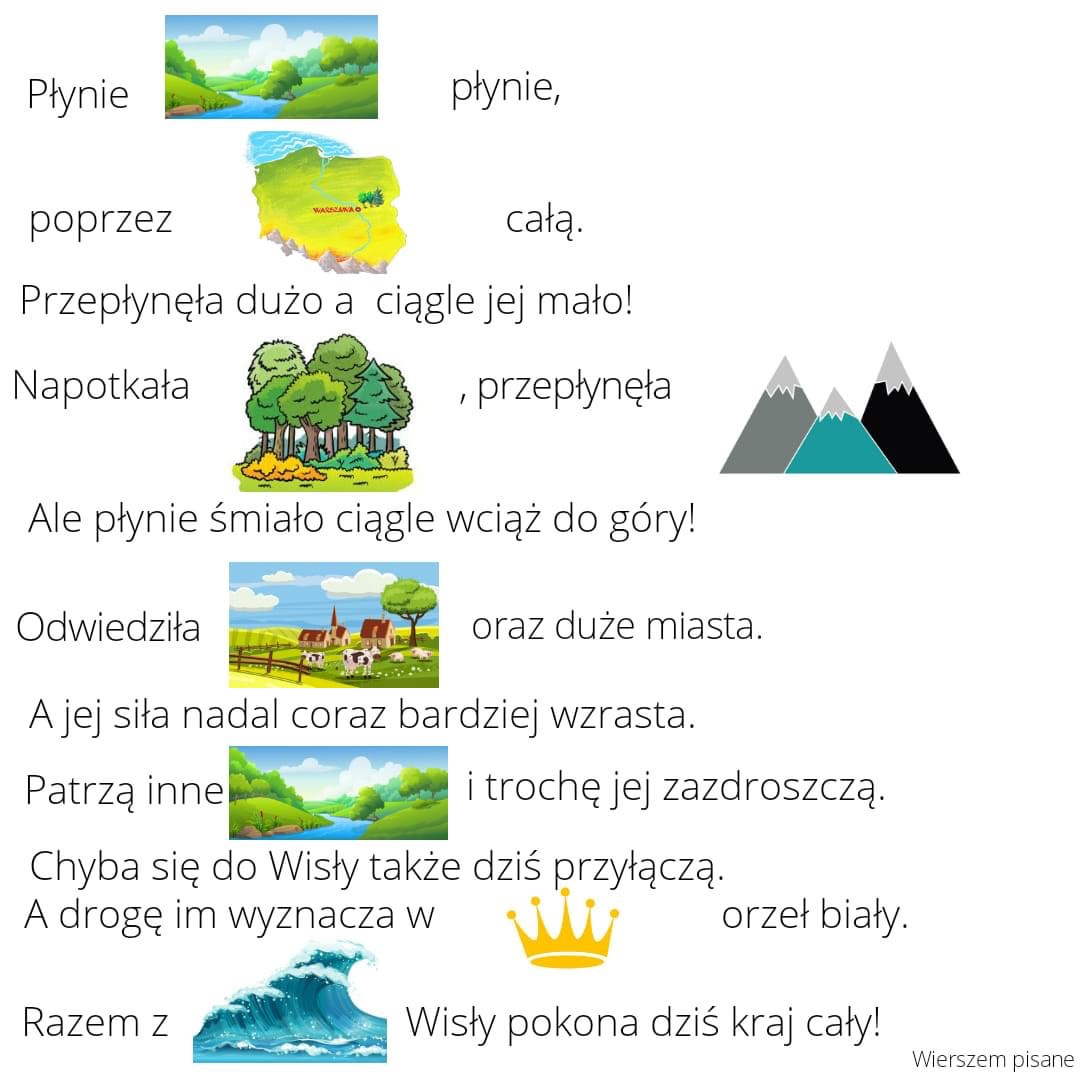 Płynie płynie,
WARSZAWA
poprzez całą.
Przepłynęła dużo a ciągle jej mało!
Napotkała , przepłynęła
Ale płynie śmiało ciągle wciąż do góry!
Odwiedziła oraz duże miasta.
A jej siła nadal coraz bardziej wzrasta.
Patrzą inne i trochę jej zazdroszczą.
Chyba się do Wisły także dziś przyłączą.
A drogę im wyznacza w orzeł biały.
Razem z Wisły pokona dziś kraj cały!
Wierszem pisane